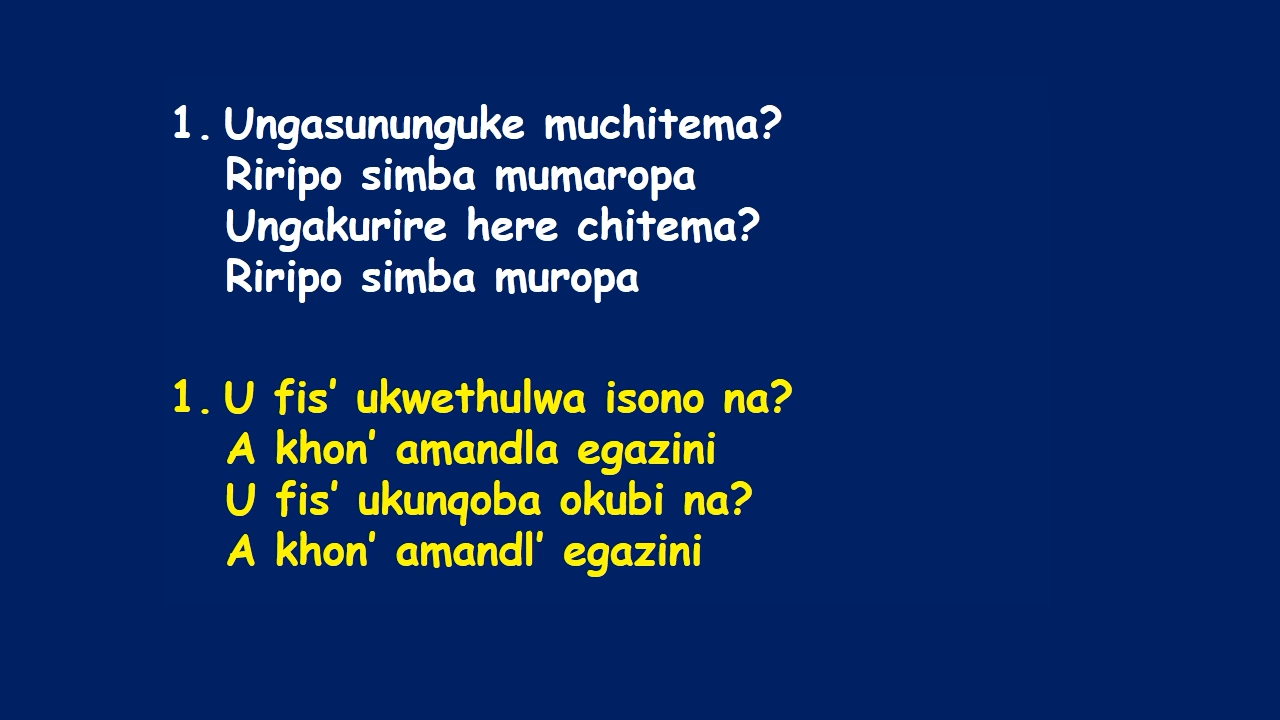 1. Ungasununguke muchitema?
Riripo simba mumaropa
Ungakurire here chitema?
Riripo simba muropa
1. U fis’ ukwethulwa isono na?
A khon’ amandla egazini
U fis’ ukunqoba okubi na?
A khon’ amandl’ egazini